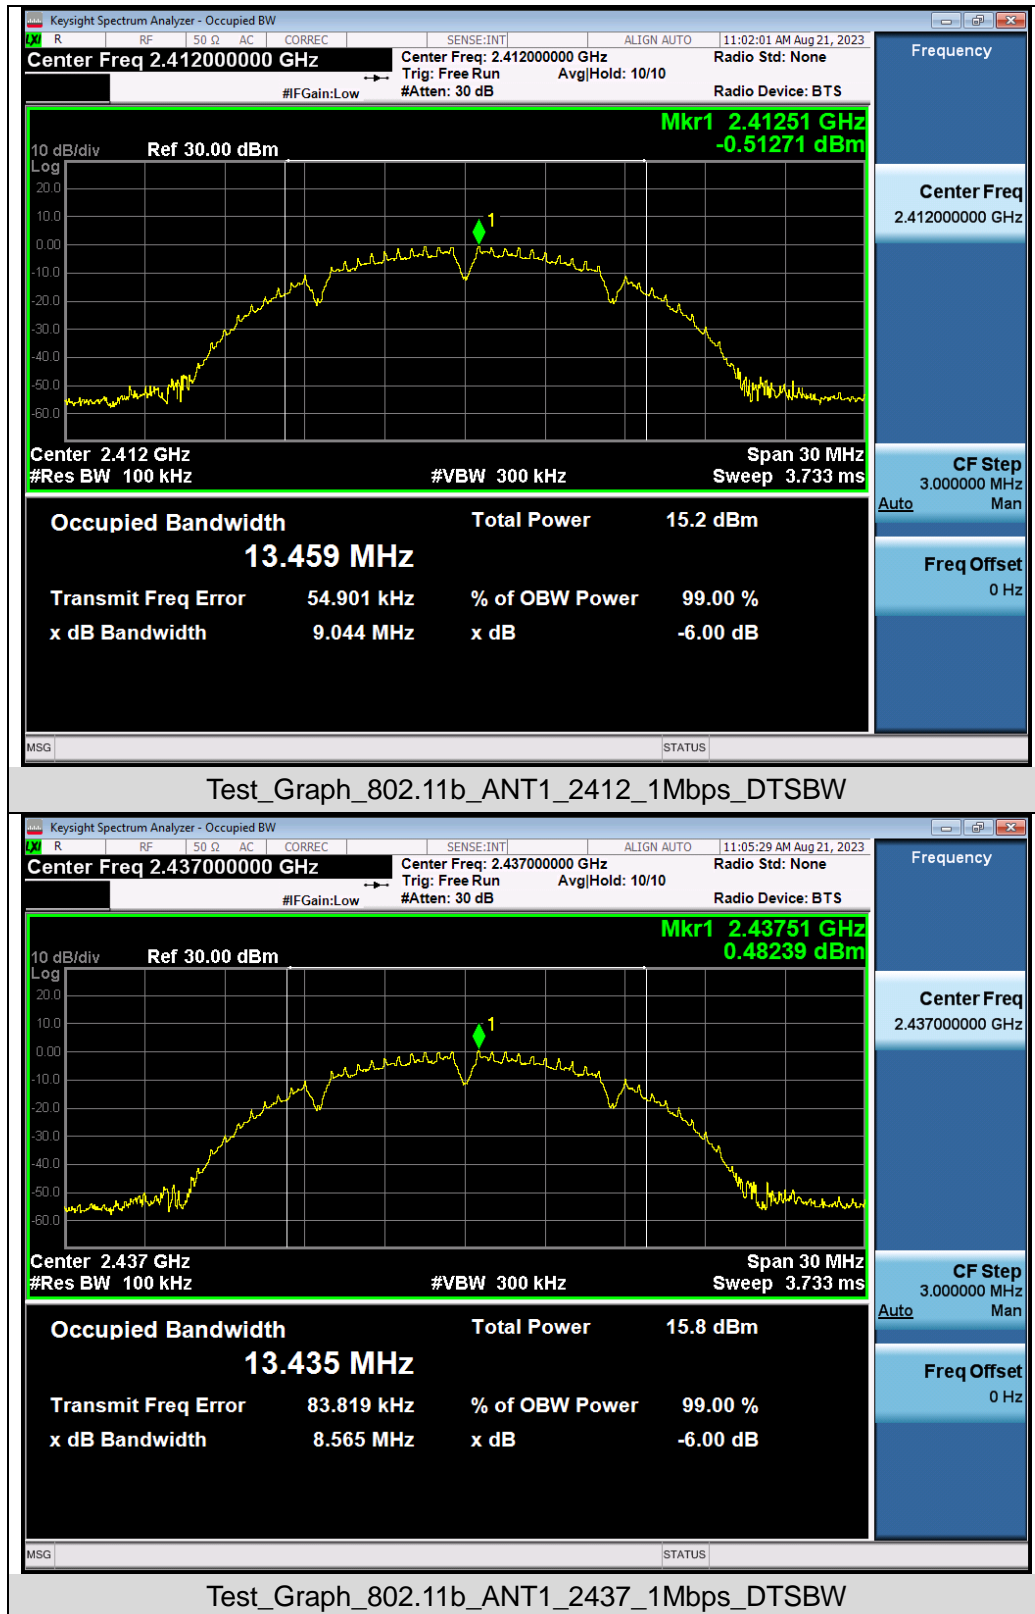 Keysight Spectrum Analyzer - Occupied BW
LXI R RF 50 Ω AC CORREC SENSE:INT ALIGN AUTO 11:02:01 AM Aug 21, 2023
Center Freq 2.412000000 GHz Center Freq: 2.412000000 GHz Radio Std: None
Trig: Free Run Avg|Hold: 10/10
#IFGain:Low #Atten: 30 dB Radio Device: BTS
Frequency
Mkr1 2.41251 GHz
10 dB/div Ref 30.00 dBm -0.51271 dBm
Log
20.0
10.0
0.00
-10.0
-20.0
-30.0
-40.0
-50.0
-60.0
1
Center Freq
2.412000000 GHz
Center 2.412 GHz Span 30 MHz
#Res BW 100 kHz #VBW 300 kHz Sweep 3.733 ms
CF Step
3.000000 MHz
Auto Man
Occupied Bandwidth Total Power 15.2 dBm
13.459 MHz
Freq Offset
0 Hz
Transmit Freq Error 54.901 kHz % of OBW Power 99.00 %
x dB Bandwidth 9.044 MHz x dB -6.00 dB
MSG STATUS
Test_Graph_802.11b_ANT1_2412_1Mbps_DTSBW
Keysight Spectrum Analyzer - Occupied BW
LXI R RF 50 Ω AC CORREC SENSE:INT ALIGN AUTO 11:05:29 AM Aug 21, 2023
Center Freq 2.437000000 GHz Center Freq: 2.437000000 GHz Radio Std: None
Trig: Free Run Avg|Hold: 10/10
#IFGain:Low #Atten: 30 dB Radio Device: BTS
Frequency
Mkr1 2.43751 GHz
10 dB/div Ref 30.00 dBm 0.48239 dBm
Log
20.0
10.0
0.00
-10.0
-20.0
-30.0
-40.0
-50.0
-60.0
1
Center Freq
2.437000000 GHz
Center 2.437 GHz Span 30 MHz
#Res BW 100 kHz #VBW 300 kHz Sweep 3.733 ms
CF Step
3.000000 MHz
Auto Man
Occupied Bandwidth Total Power 15.8 dBm
13.435 MHz
Freq Offset
0 Hz
Transmit Freq Error 83.819 kHz % of OBW Power 99.00 %
x dB Bandwidth 8.565 MHz x dB -6.00 dB
MSG STATUS
Test_Graph_802.11b_ANT1_2437_1Mbps_DTSBW